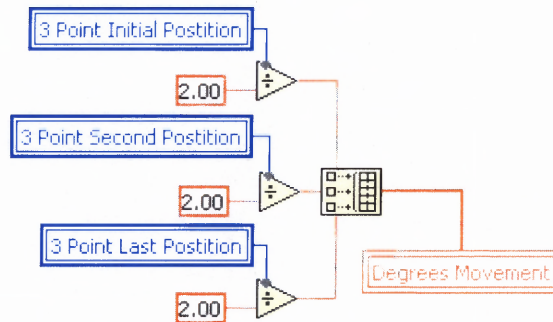 3 Point Initial Postition
2.00
3 Point Second Postition
2.00
3 Point Last Postition
2.00
Degrees Movement